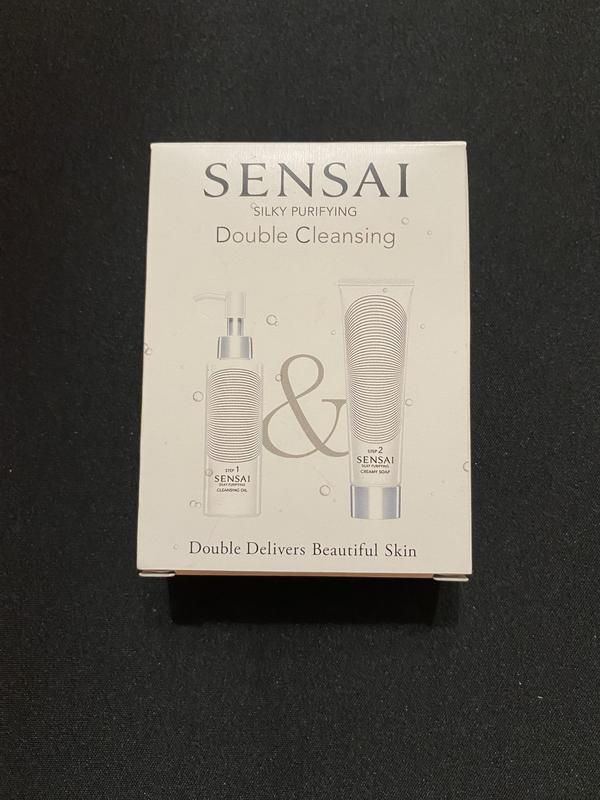 SENSAI
SILKY PURIFYING
Double Cleansing
&
STEP 1
SENSAI
SILKY PURIFYING
CLEANSING OIL
STEP 2
SENSAI
SILKY PURIFYING
CREAMY SOAP
Double Delivers Beautiful Skin